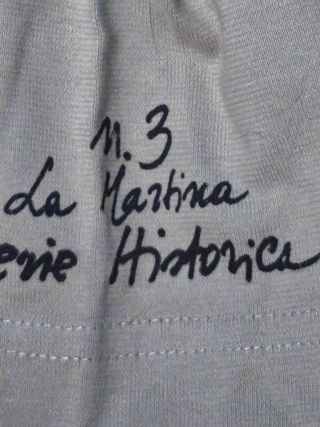 N. 3
La Martina
erie Historica